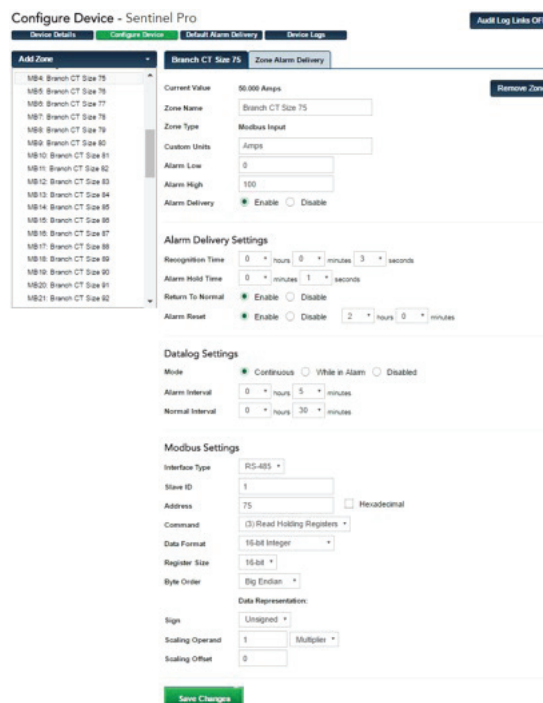 Configure Device - Sentinel Pro
Audit Log Links OFF
Device Details
Configure Device
Default Alarm Delivery
Device Logs
Add Zone
MB4: Branch CT Size 75
MB5: Branch CT Size 76
MB6: Branch CT Size 77
MB7: Branch CT Size 78
MB8: Branch CT Size 79
MB9: Branch CT Size 80
MB10: Branch CT Size 81
MB11: Branch CT Size 82
MB12: Branch CT Size 83
MB13: Branch CT Size 84
MB14: Branch CT Size 85
MB15: Branch CT Size 86
MB16: Branch CT Size 87
MB17: Branch CT Size 88
MB18: Branch CT Size 89
MB19: Branch CT Size 90
MB20: Branch CT Size 91
MB21: Branch CT Size 92
Branch CT Size 75
Zone Alarm Delivery
Current Value 50.000 Amps
Remove Zone
Zone Name Branch CT Size 75
Zone Type Modbus Input
Custom Units Amps
Alarm Low 0
Alarm High 100
Alarm Delivery Enable Disable
Alarm Delivery Settings
Recognition Time 0 hours 0 minutes 3 seconds
Alarm Hold Time 0 minutes 1 seconds
Return To Normal Enable Disable
Alarm Reset Enable Disable 2 hours 0 minutes
Datalog Settings
Mode Continuous While in Alarm Disabled
Alarm Interval 0 hours 5 minutes
Normal Interval 0 hours 30 minutes
Modbus Settings
Interface Type RS-485
Slave ID 1
Address 75 Hexadecimal
Command (3) Read Holding Registers
Data Format 16-bit Integer
Register Size 16-bit
Byte Order Big Endian
Data Representation:
Sign Unsigned
Scaling Operand 1 Multiplier
Scaling Offset 0
Save Changes